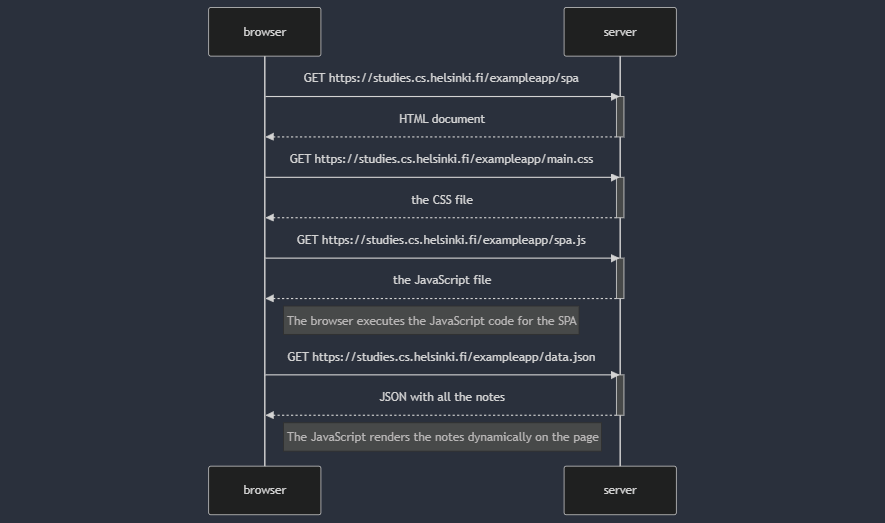 browser
server
GET https://studies.cs.helsinki.fi/exampleapp/spa
HTML document
GET https://studies.cs.helsinki.fi/exampleapp/main.css
the CSS file
GET https://studies.cs.helsinki.fi/exampleapp/spa.js
the JavaScript file
The browser executes the JavaScript code for the SPA
GET https://studies.cs.helsinki.fi/exampleapp/data.json
JSON with all the notes
The JavaScript renders the notes dynamically on the page
browser
server